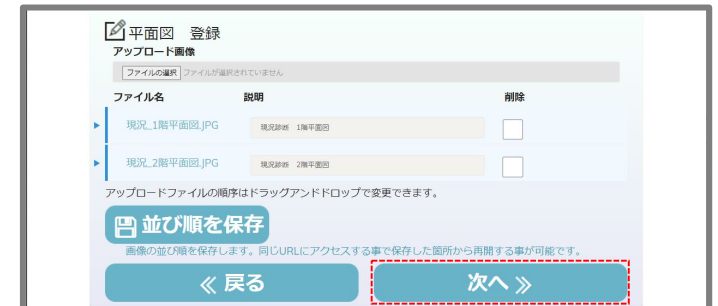 平面図 登録
アップロード画像
ファイルの選択 ファイルが選択されていません
ファイル名 説明 削除
現況_1階平面図.JPG 現況診断 1階平面図
現況_2階平面図.JPG 現況診断 2階平面図
アップロードファイルの順序はドラッグアンドドロップで変更できます。
並び順を保存
画像の並び順を保存します。同じURLにアクセスする事で保存した箇所から再開する事が可能です。
≪ 戻る 次へ ≫